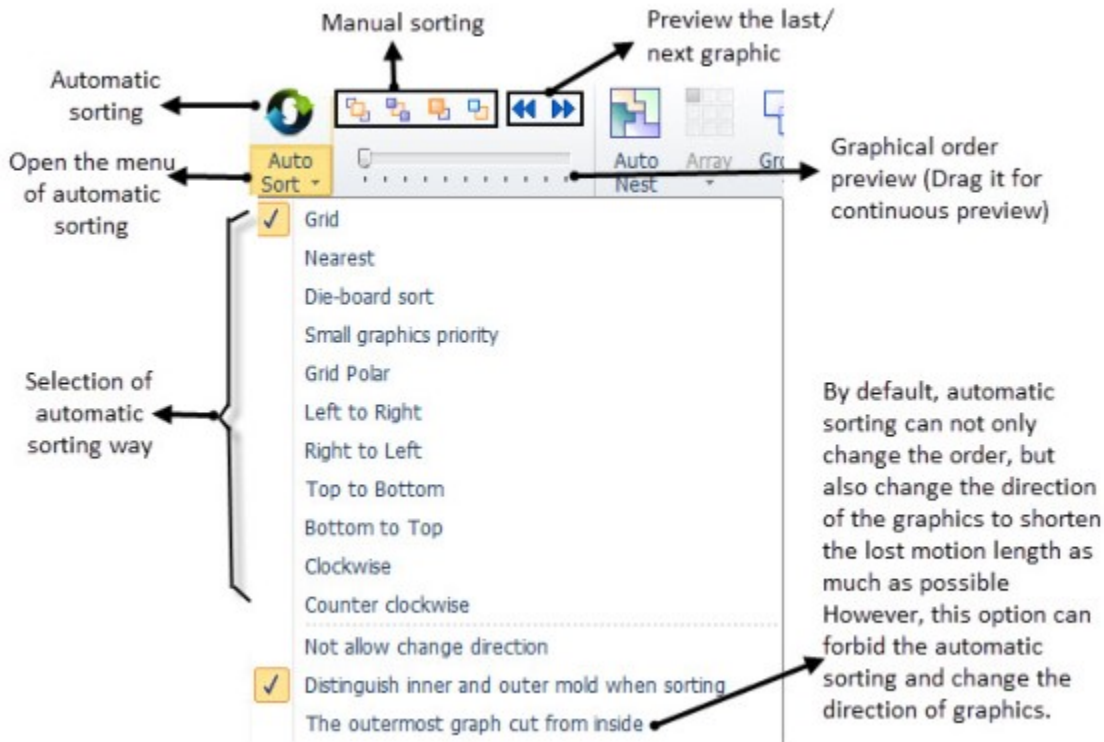 Manual sorting
Preview the last/
next graphic
Automatic
sorting
Open the menu
of automatic
sorting
Auto
Sort
Auto
Nest
Array
Gro
Graphical order
preview (Drag it for
continuous preview)
Grid
Nearest
Die-board sort
Small graphics priority
Grid Polar
Left to Right
Right to Left
Top to Bottom
Bottom to Top
Clockwise
Counter clockwise
Not allow change direction
Distinguish inner and outer mold when sorting
The outermost graph cut from inside
Selection of
automatic
sorting way
By default, automatic
sorting can not only
change the order, but
also change the direction
of the graphics to shorten
the lost motion length as
much as possible
However, this option can
forbid the automatic
sorting and change the
direction of graphics.